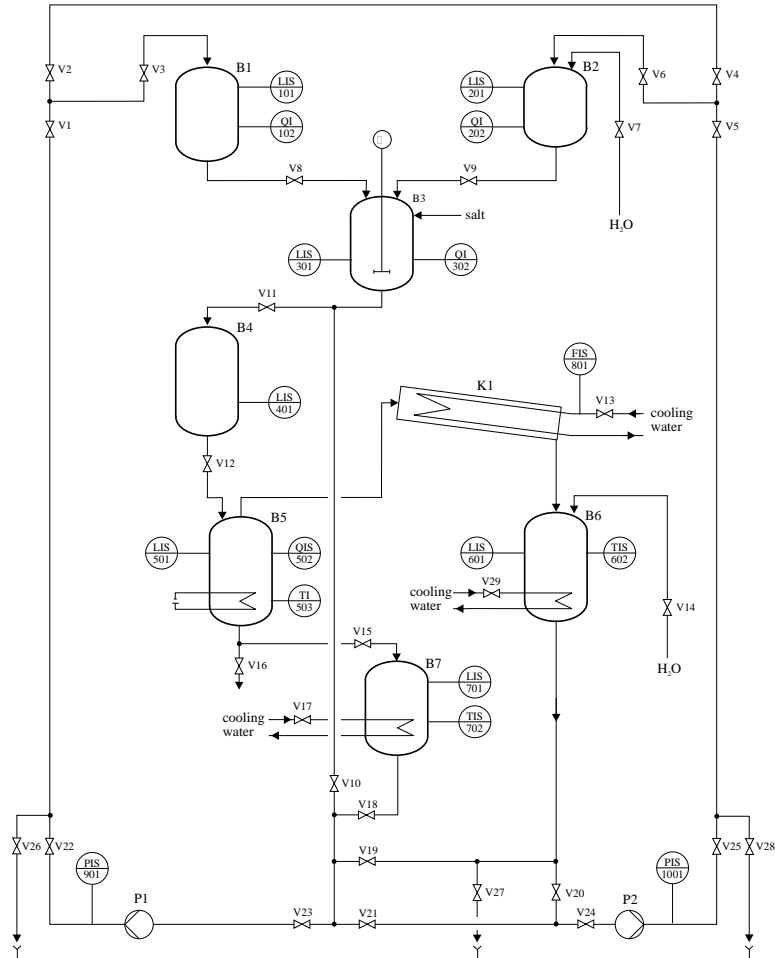 V2
V3
B1
LIS
101
QI
102
V1
B2
LIS
201
QI
202
V6
V4
V7
V5
H2O
V8
V9
B3
salt
LIS
301
QI
302
V11
B4
LIS
401
V12
K1
FIS
801
V13
cooling
water
B5
LIS
501
QIS
502
TI
503
B6
LIS
601
TIS
602
cooling
water
V29
V14
H2O
V15
V16
B7
LIS
701
TIS
702
cooling
water
V17
V10
V18
V26
V22
PIS
901
P1
V23
V19
V21
V27
V20
V24
P2
PIS
1001
V25
V28